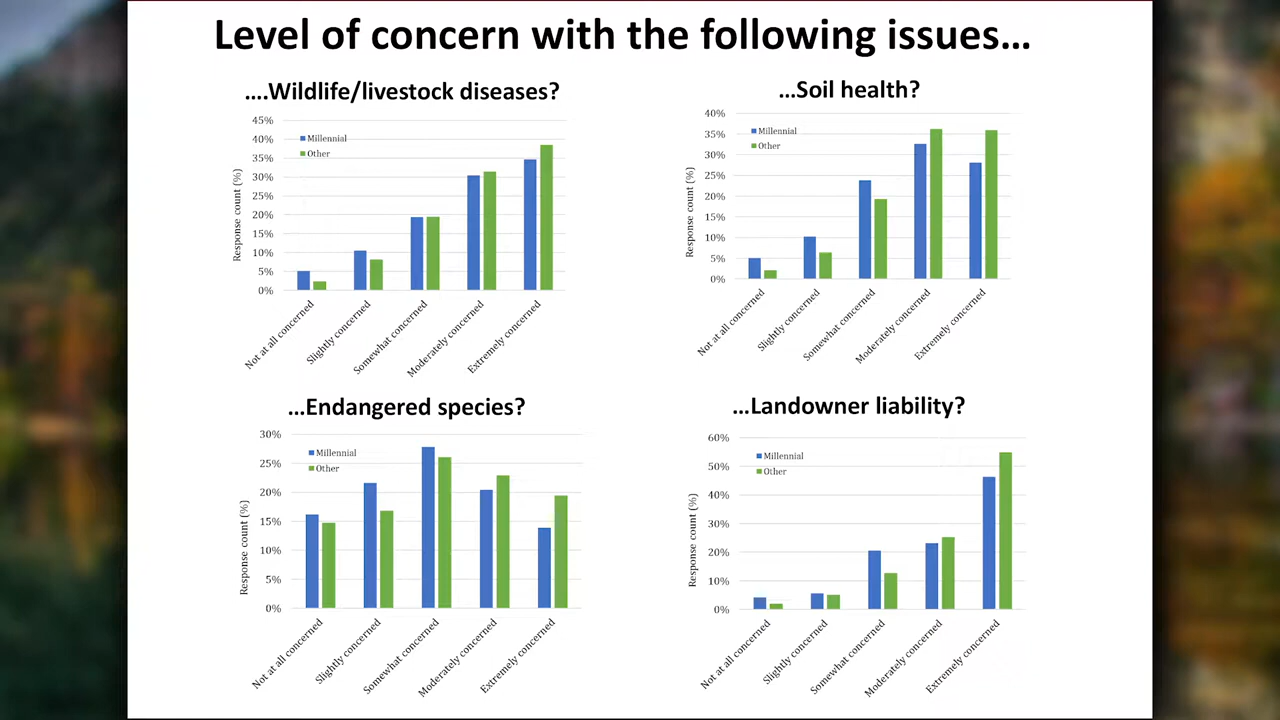 Level of concern with the following issues...
....Wildlife/livestock diseases?
45%
40%
35%
30%
25%
20%
15%
10%
5%
0%
Response count (%)
Millennial
Other
Not at all concerned
Slightly concerned
Somewhat concerned
Moderately concerned
Extremely concerned
...Soil health?
40%
35%
30%
25%
20%
15%
10%
5%
0%
Response count (%)
Millennial
Other
Not at all concerned
Slightly concerned
Somewhat concerned
Moderately concerned
Extremely concerned
...Endangered species?
30%
25%
20%
15%
10%
5%
0%
Response count (%)
Millennial
Other
Not at all concerned
Slightly concerned
Somewhat concerned
Moderately concerned
Extremely concerned
...Landowner liability?
60%
50%
40%
30%
20%
10%
0%
Response count (%)
Millennial
Other
Not at all concerned
Slightly concerned
Somewhat concerned
Moderately concerned
Extremely concerned